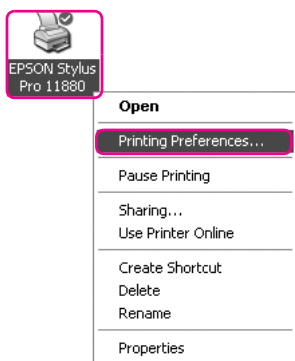 EPSON Stylus
Pro 11880
Open
Printing Preferences...
Pause Printing
Sharing...
Use Printer Online
Create Shortcut
Delete
Rename
Properties